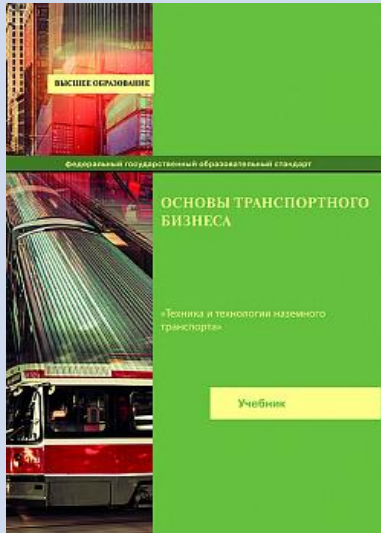 ВЫСШЕЕ ОБРАЗОВАНИЕ
федеральный государственный образовательный стандарт
ОСНОВЫ ТРАНСПОРТНОГО
БИЗНЕСА
«Техника и технологии наземного
транспорта»
Учебник